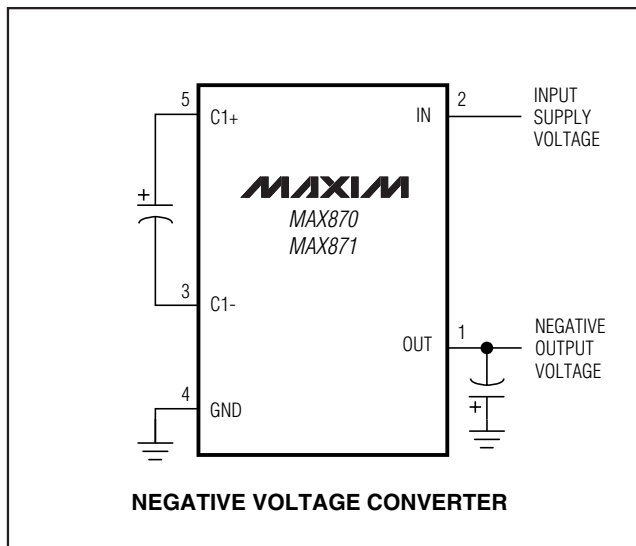 5
C1+
IN
2
INPUT
SUPPLY
VOLTAGE
+
MAXIM
MAX870
MAX871
3
C1-
OUT
1
NEGATIVE
OUTPUT
VOLTAGE
4
GND
+
NEGATIVE VOLTAGE CONVERTER